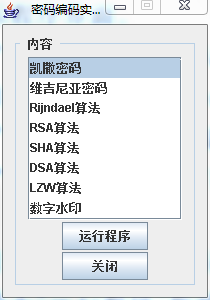 密码编码实...
内容
凯撒密码
维吉尼亚密码
Rijndael算法
RSA算法
SHA算法
DSA算法
LZW算法
数字水印
运行程序
关闭